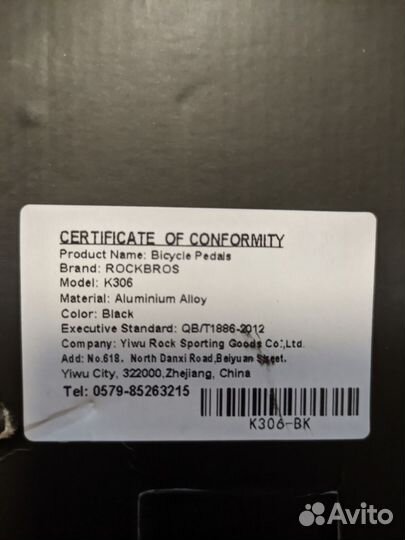 CERTIFICATE OF CONFORMITY
Product Name: Bicycle Pedals
Brand: ROCKBROS
Model: K306
Material: Aluminium Alloy
Color: Black
Executive Standard: QB/T1886-2012
Company: Yiwu Rock Sporting Goods Co.,Ltd.
Add: No.618. North Danxi Road,Beiyuan Street.
Yiwu City, 322000,Zhejiang, China
Tel: 0579-85263215
K306-BK
Avito